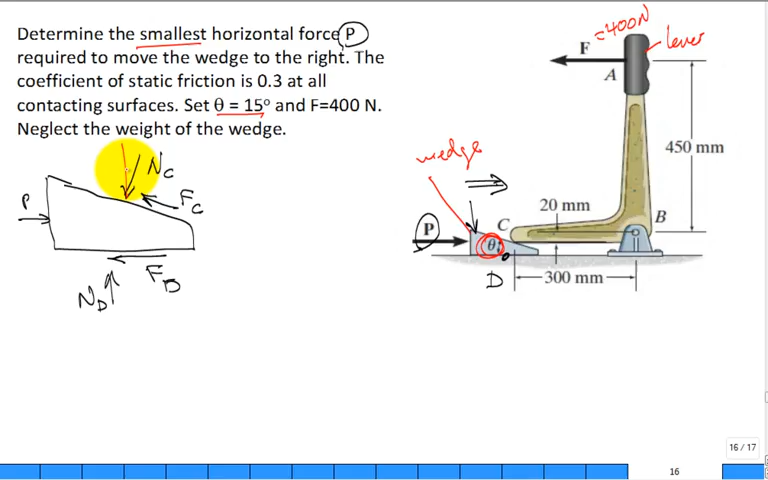 Determine the smallest horizontal force P
required to move the wedge to the right. The
coefficient of static friction is 0.3 at all
contacting surfaces. Set θ = 15° and F=400 N.
Neglect the weight of the wedge.
=400N
F
lever
A
450 mm
wedge
20 mm
B
C
P
θ
D
300 mm
NC
P
FC
FD
ND
16 / 17
16